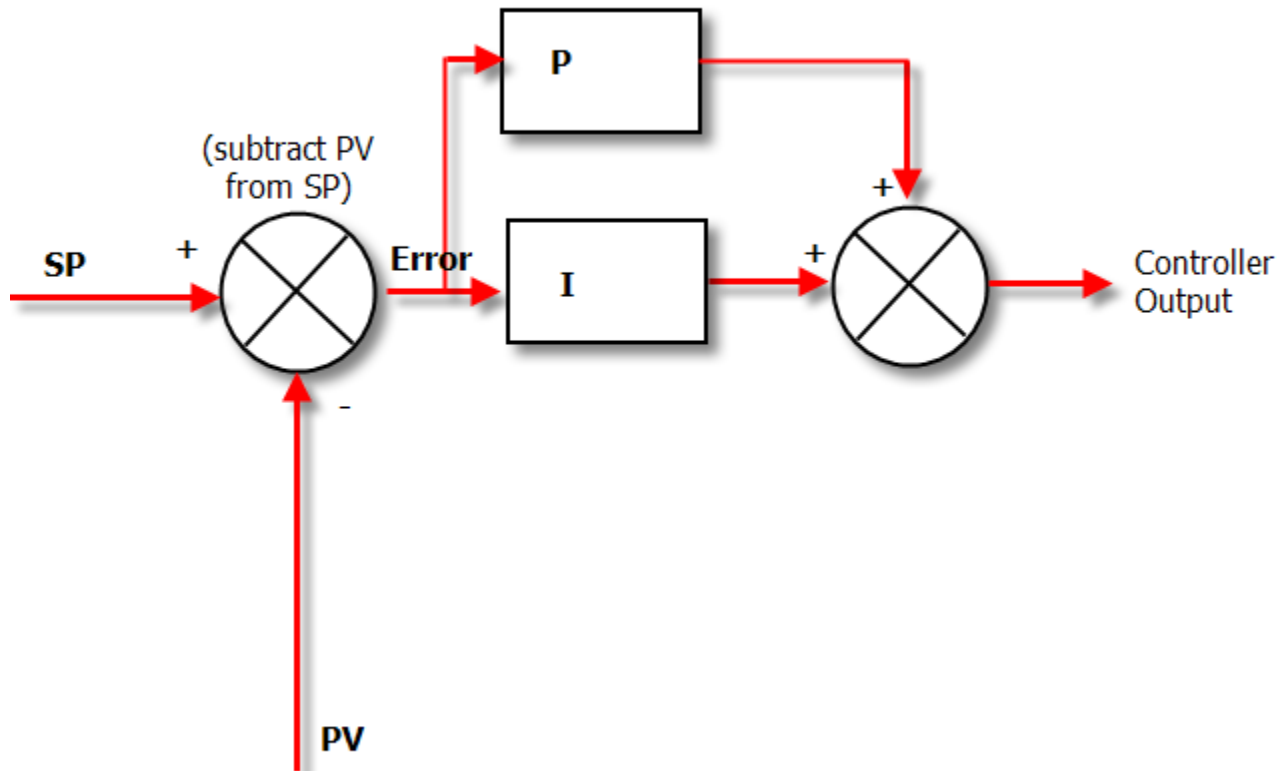 P
(subtract PV
from SP)
+
+
SP
Error
+
I
Controller
Output
-
PV